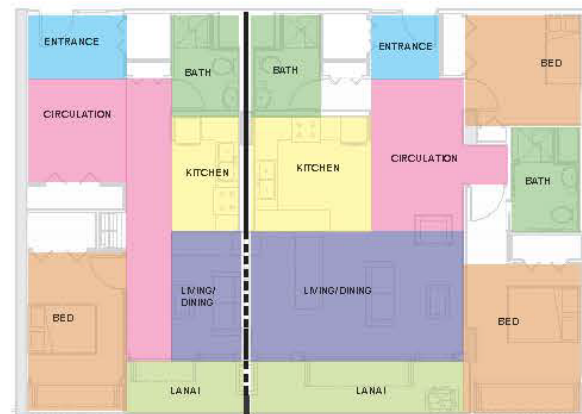 ENTRANCE
BATH
BATH
ENTRANCE
BED
CIRCULATION
KITCHEN
KITCHEN
CIRCULATION
BATH
LIVING/
DINING
LIVING/DINING
BED
BED
LANAI
LANAI